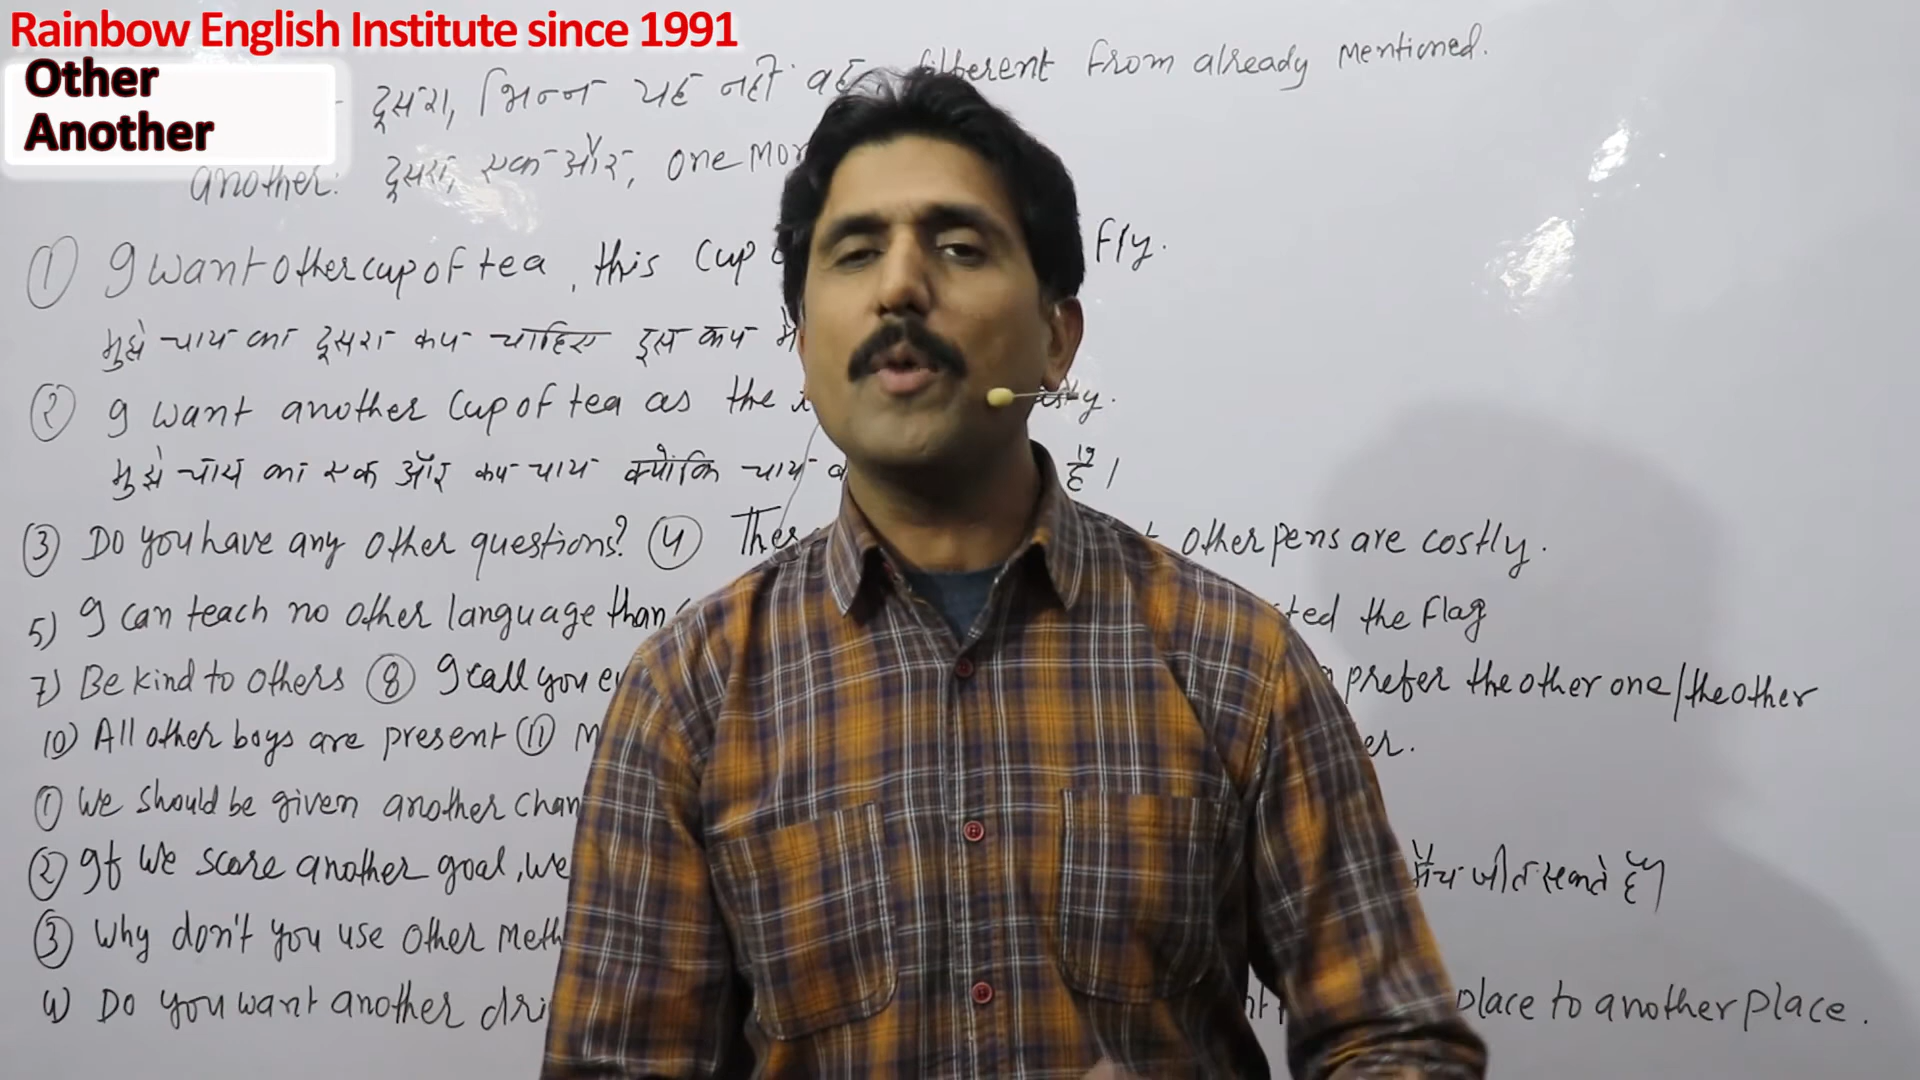 Rainbow English Institute since 1991
Other
Another
दूसरा, भिन्न यह नहीं वह, different from already mentioned.
another: दूसरा, एक और, one mor
① I want other cup of tea, this cup fly.
मुझे चाय का दूसरा कप चाहिए इस कप मे
② I want another cup of tea as the
मुझे चाय का एक और कप चाय क्योंकि चाय है।
③ Do you have any other questions? ④ other pens are costly.
5) I can teach no other language than ted the flag
7) Be kind to others ⑧ I call you prefer the other one/the other
10) All other boys are present ⑪ M er.
① We should be given another chan
② If we score another goal, we मैच जीत सकते हैं।
③ Why don't you use other meth
4) Do you want another dri place to another place.